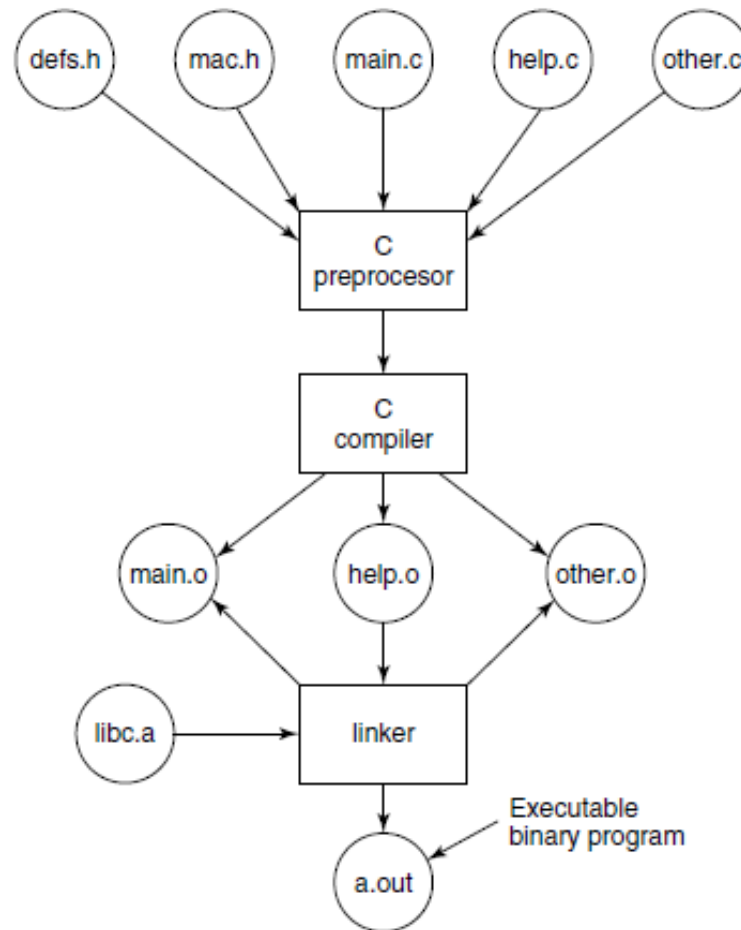 defs.h
mac.h
main.c
help.c
other.c
C
preprocesor
C
compiler
main.o
help.o
other.o
libc.a
linker
Executable
binary program
a.out